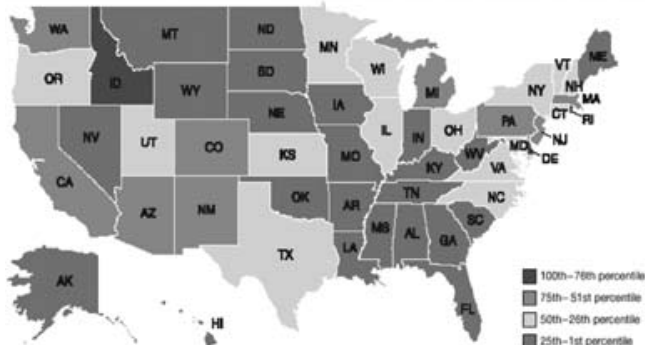 WA
MT
ND
MN
ME
VT
OR
ID
SD
WI
NY
NH
MA
WY
MI
CT
RI
IA
PA
NJ
NE
NV
OH
MD
DE
UT
IL
IN
CO
WV
VA
KS
MO
KY
CA
NC
TN
OK
AZ
NM
AR
SC
MS
AL
GA
TX
LA
AK
HI
FL
100th-76th percentile
75th-51st percentile
50th-26th percentile
25th-1st percentile